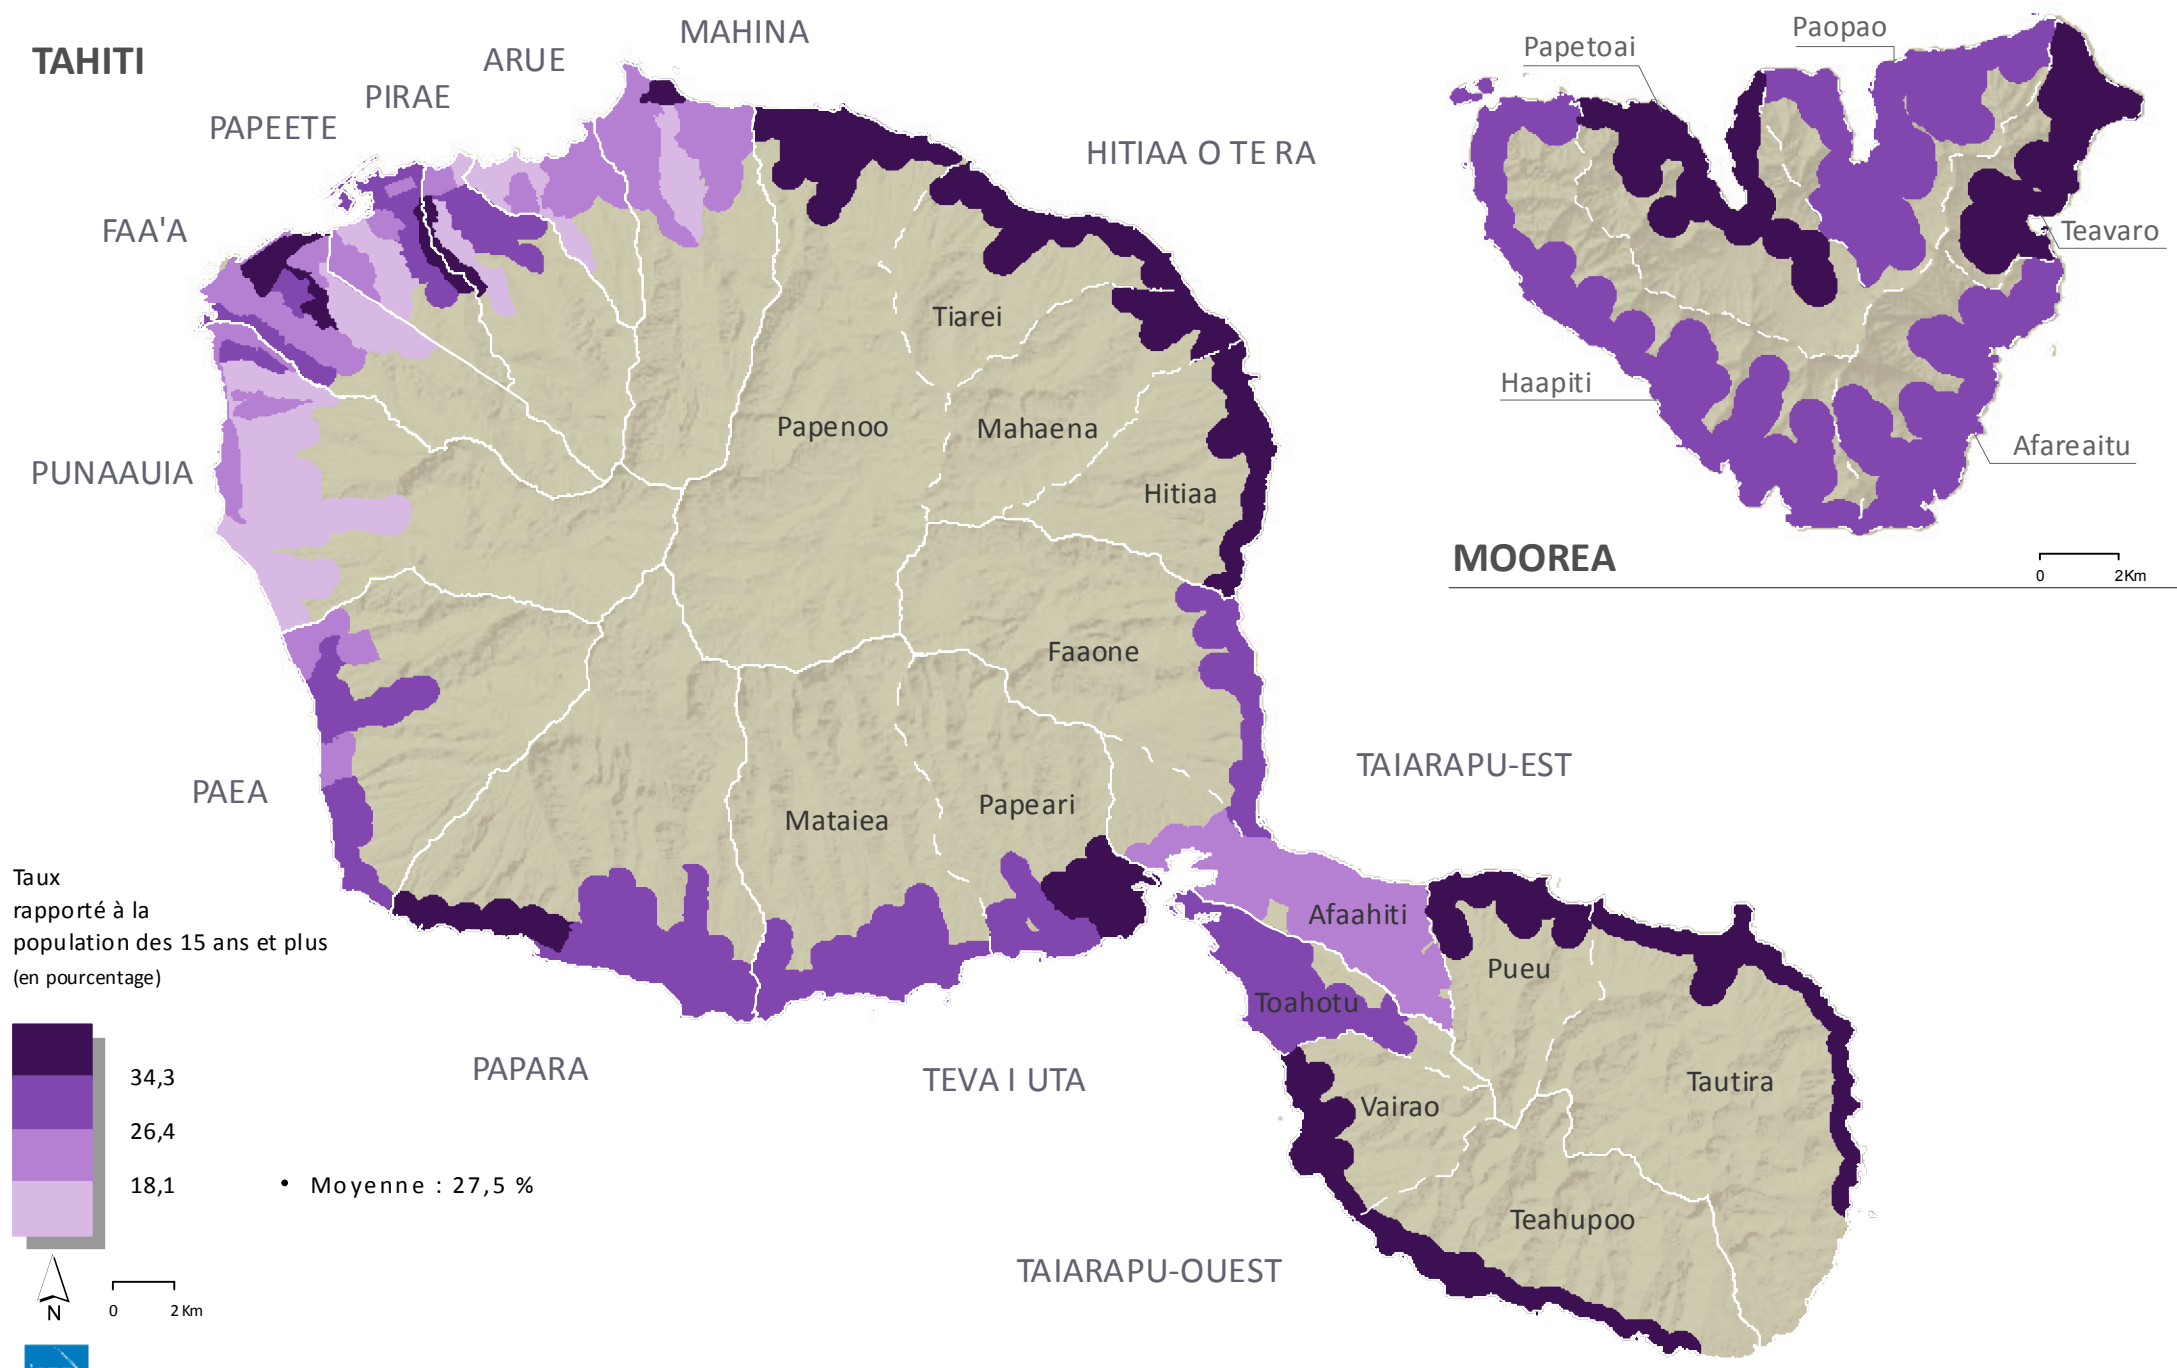 TAHITI
MAHINA
ARUE
PIRAE
PAPEETE
FAA'A
HITIAA O TE RA
PUNAAUIA
Tiarei
Papenoo
Mahaena
Hitiaa
Faaone
PAEA
Mataiea
Papeari
TAIARAPU-EST
Afaahiti
Pueu
Toahotu
Tautira
Vairao
Teahupoo
PAPARA
TEVA I UTA
TAIARAPU-OUEST
Papetoai
Paopao
Teavaro
Haapiti
Afareaitu
MOOREA
0 2Km
Taux
rapporté à la
population des 15 ans et plus
(en pourcentage)
34,3
26,4
18,1
• Moyenne : 27,5 %
N
0 2 Km